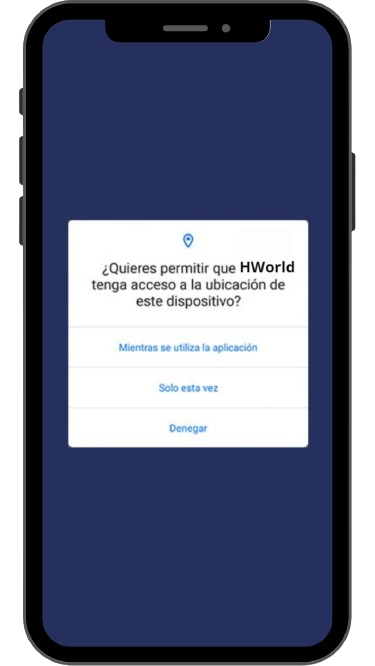 ¿Quieres permitir que HWorld
tenga acceso a la ubicación de
este dispositivo?
Mientras se utiliza la aplicación
Solo esta vez
Denegar